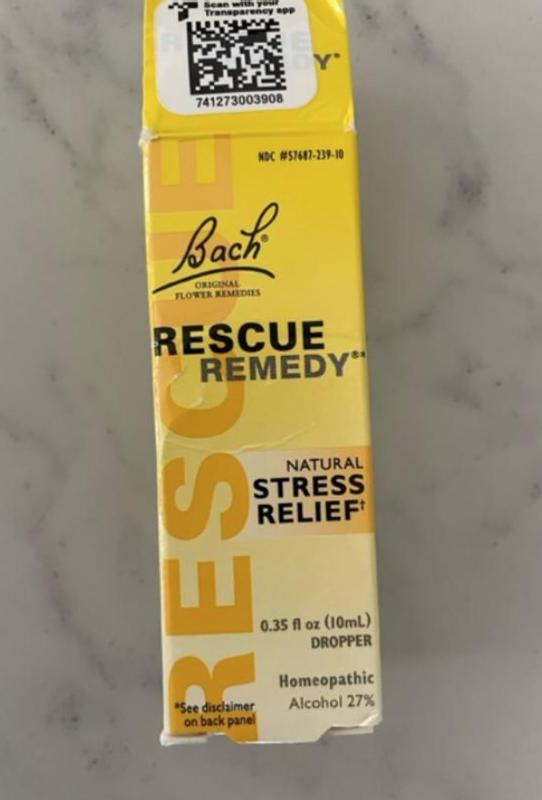 Scan with your
Transparency app
741273003908
NDC #57687-239-10
Bach®
ORIGINAL
FLOWER REMEDIES
RESCUE
REMEDY®*
NATURAL
STRESS
RELIEF†
0.35 fl oz (10mL)
DROPPER
Homeopathic
Alcohol 27%
*See disclaimer
on back panel
RESCUE